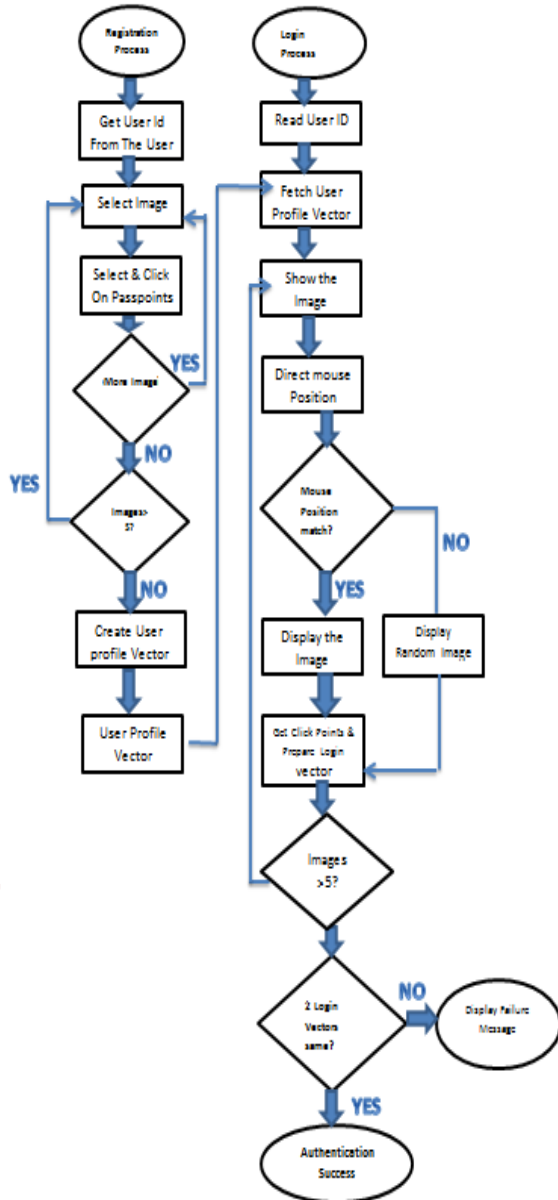 Registration
Process
Get User Id
From The User
Select Image
Select & Click
On Passpoints
More Image
YES
NO
Images>
5?
YES
NO
Create User
profile Vector
User Profile
Vector
Login
Process
Read User ID
Fetch User
Profile Vector
Show the
Image
Direct mouse
Position
Mouse
Position
match?
NO
YES
Display the
Image
Display
Random Image
Get Click Points &
Prepare Login
vector
Images
>5?
2 Login
Vectors
same?
NO
Display Failure
Message
YES
Authentication
Success